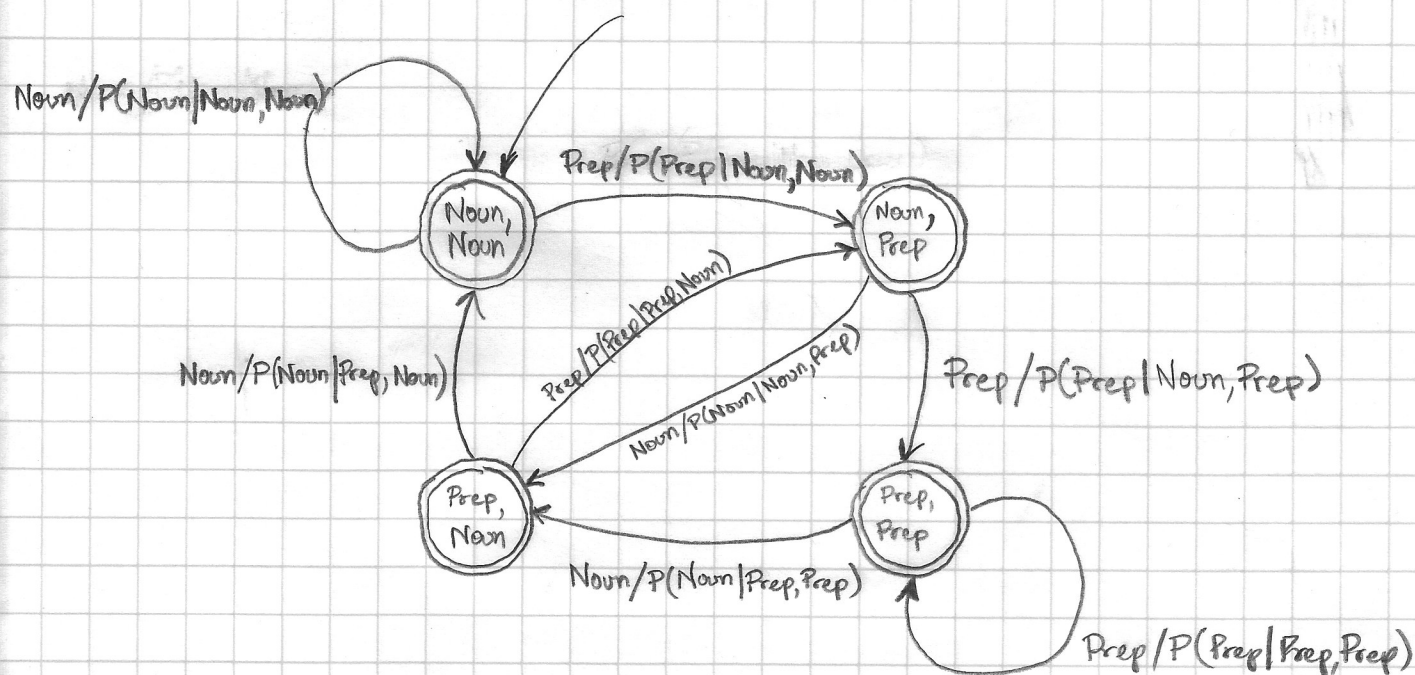 Noun/P(Noun|Noun,Noun)
Prep/P(Prep|Noun,Noun)
Noun,
Noun
Noun,
Prep
Prep/P(Prep|Prep,Noun)
Noun/P(Noun|Prep,Noun)
Noun/P(Noun|Noun,Prep)
Prep/P(Prep|Noun,Prep)
Prep,
Noun
Prep,
Prep
Noun/P(Noun|Prep,Prep)
Prep/P(Prep|Prep,Prep)